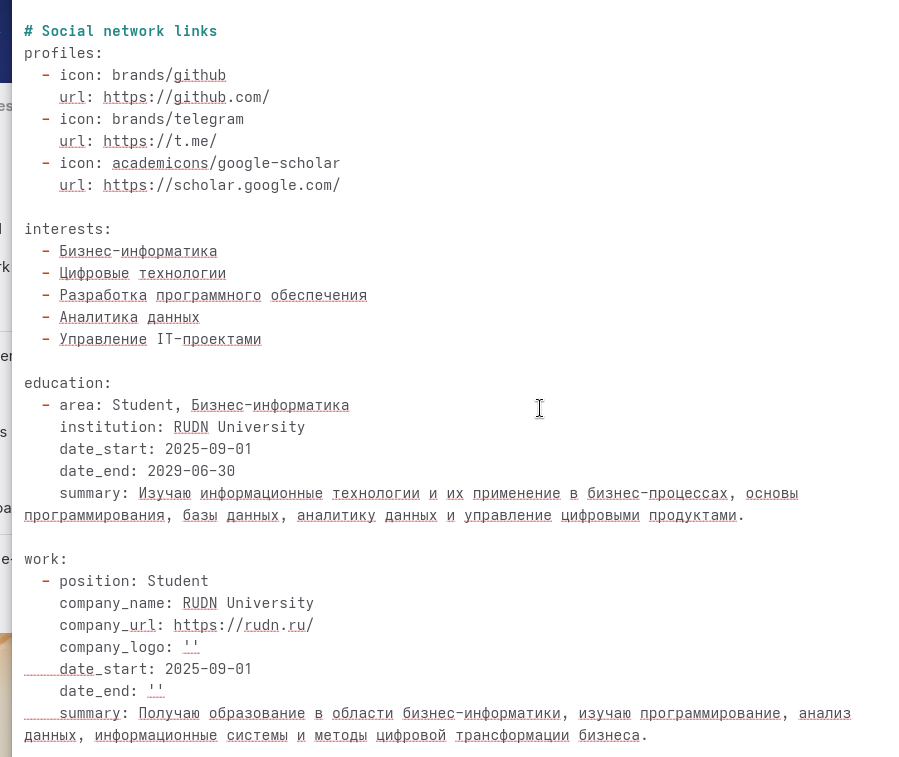 # Social network links
profiles:
  - icon: brands/github
    url: https://github.com/
  - icon: brands/telegram
    url: https://t.me/
  - icon: academicons/google-scholar
    url: https://scholar.google.com/
interests:
  - Бизнес-информатика
  - Цифровые технологии
  - Разработка программного обеспечения
  - Аналитика данных
  - Управление IT-проектами
education:
  - area: Student, Бизнес-информатика
    institution: RUDN University
    date_start: 2025-09-01
    date_end: 2029-06-30
    summary: Изучаю информационные технологии и их применение в бизнес-процессах, основы
программирования, базы данных, аналитику данных и управление цифровыми продуктами.
work:
  - position: Student
    company_name: RUDN University
    company_url: https://rudn.ru/
    company_logo: ''
    date_start: 2025-09-01
    date_end: ''
    summary: Получаю образование в области бизнес-информатики, изучаю программирование, анализ
данных, информационные системы и методы цифровой трансформации бизнеса.